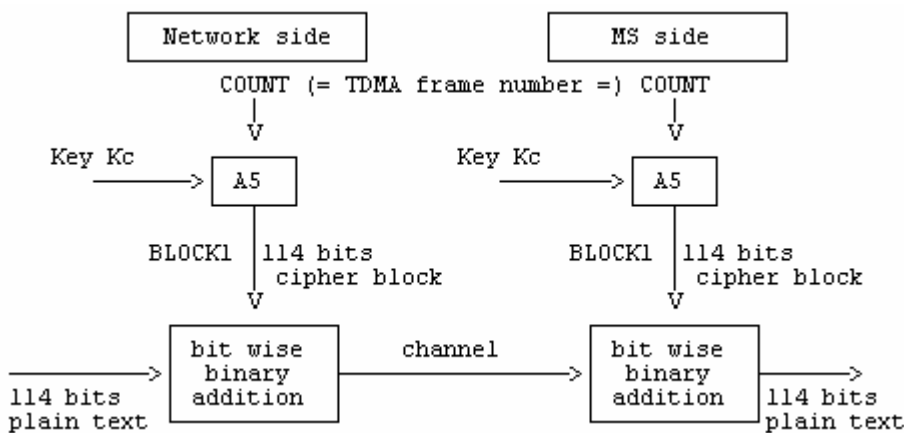 Network side
MS side
COUNT (= TDMA frame number =) COUNT
Key Kc
A5
Key Kc
A5
BLOCK1
114 bits
cipher block
BLOCK1
114 bits
cipher block
bit wise
binary
addition
channel
bit wise
binary
addition
114 bits
plain text
114 bits
plain text